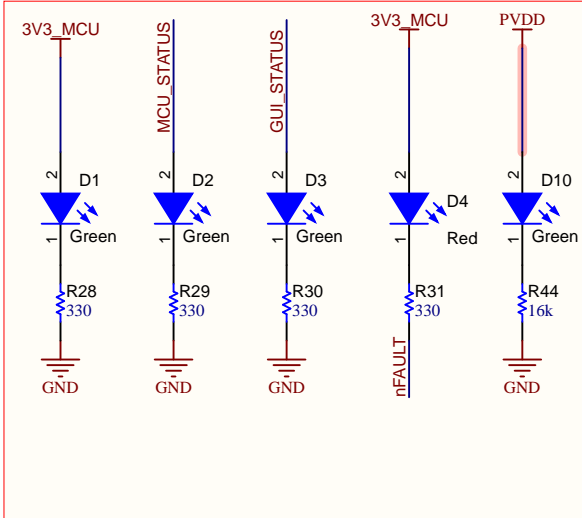 3V3_MCU
MCU_STATUS
GUI_STATUS
3V3_MCU
PVDD
2
D1
1
Green
R28
330
GND
2
D2
1
Green
R29
330
GND
2
D3
1
Green
R30
330
GND
2
D4
1
Red
R31
330
nFAULT
2
D10
1
Green
R44
16k
GND